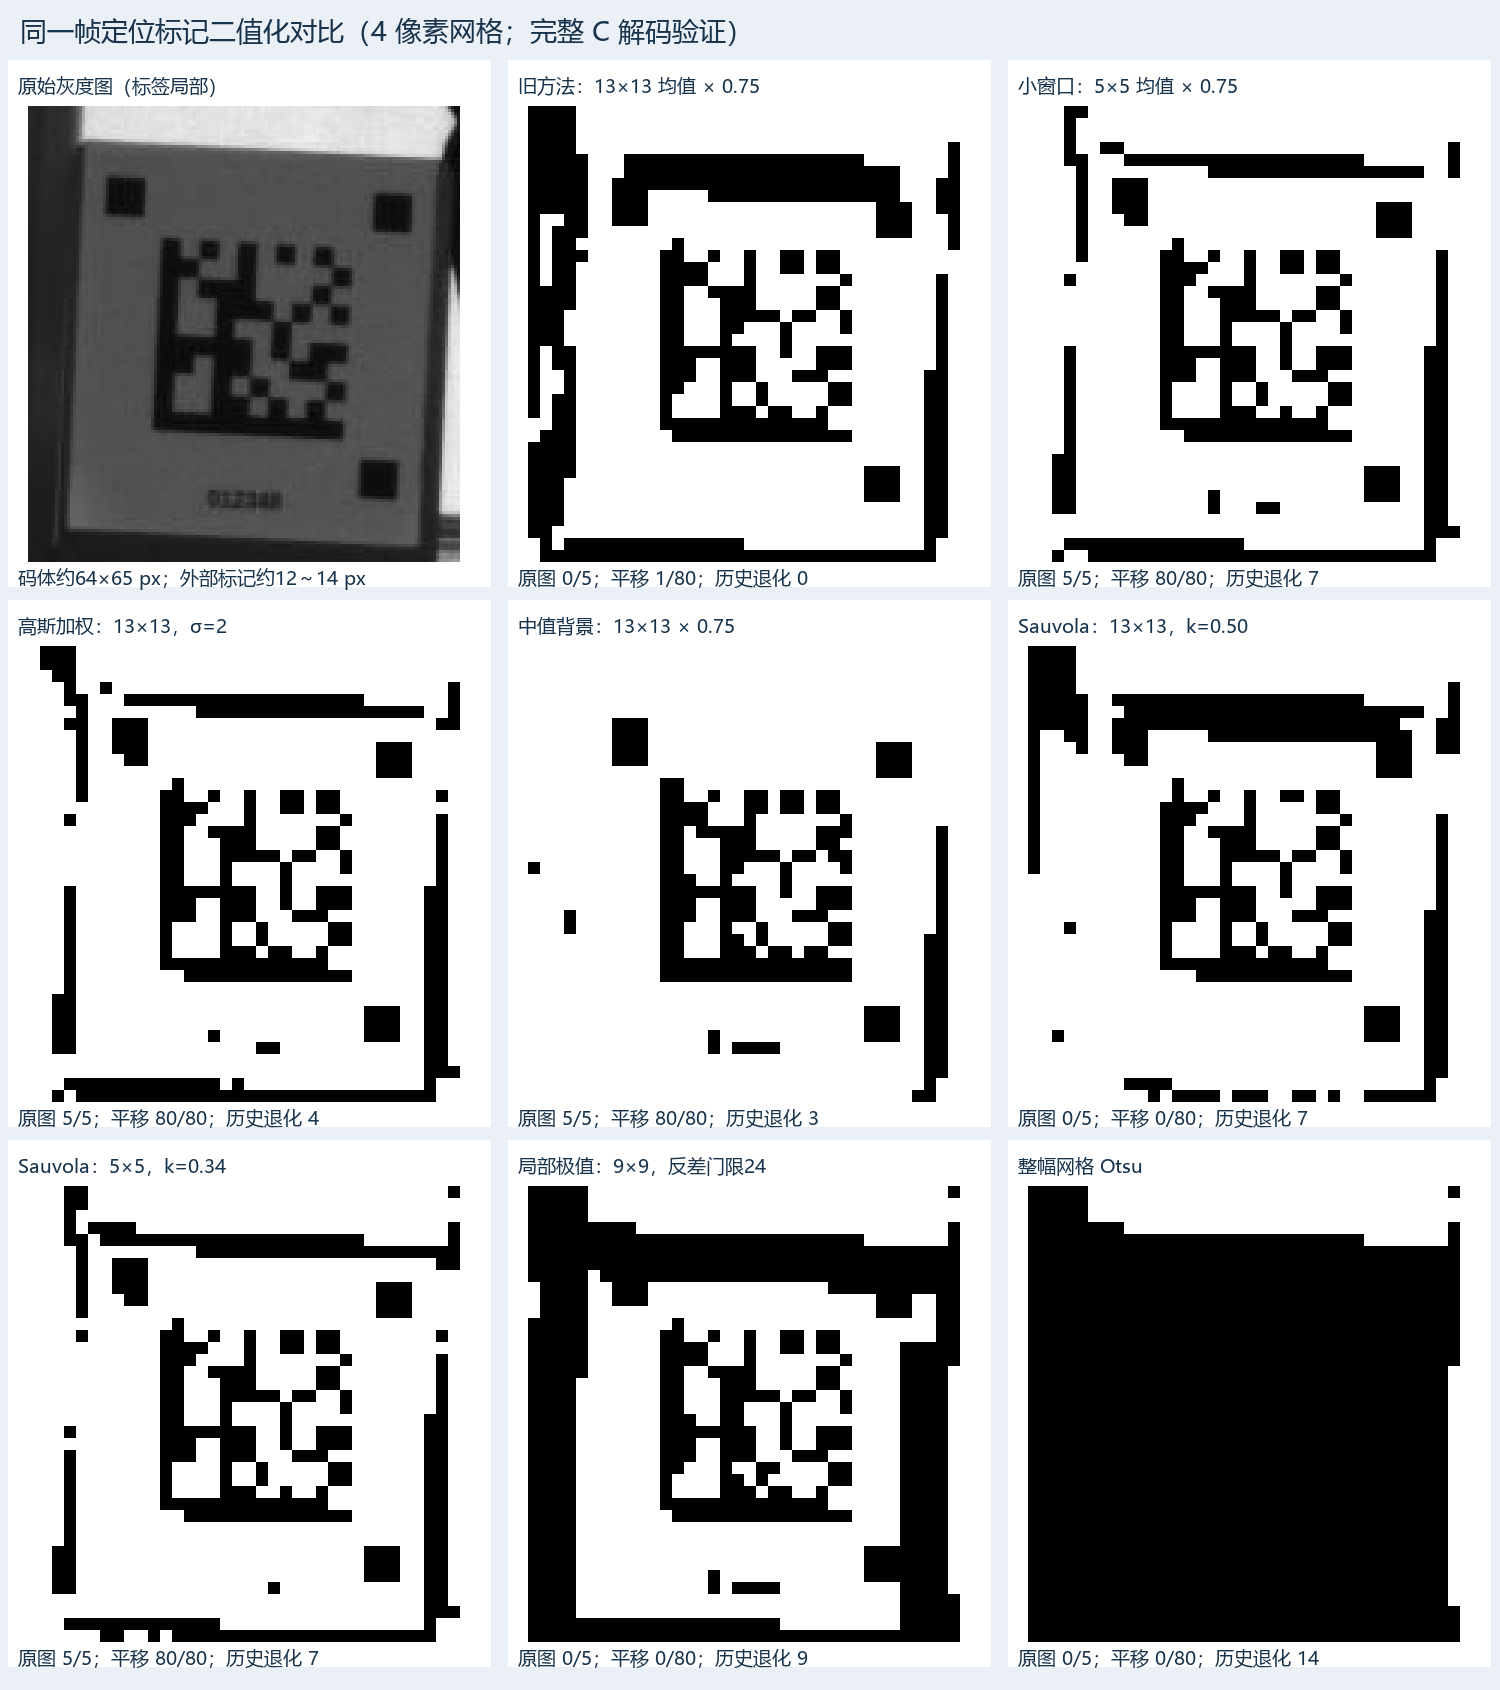 同一帧定位标记二值化对比（4 像素网格；完整 C 解码验证）
原始灰度图（标签局部）
旧方法：13×13 均值 × 0.75
小窗口：5×5 均值 × 0.75
012348
码体约64×65 px；外部标记约12～14 px
原图 0/5；平移 1/80；历史退化 0
原图 5/5；平移 80/80；历史退化 7
高斯加权：13×13，σ=2
中值背景：13×13 × 0.75
Sauvola：13×13，k=0.50
原图 5/5；平移 80/80；历史退化 4
原图 5/5；平移 80/80；历史退化 3
原图 0/5；平移 0/80；历史退化 7
Sauvola：5×5，k=0.34
局部极值：9×9，反差门限24
整幅网格 Otsu
原图 5/5；平移 80/80；历史退化 7
原图 0/5；平移 0/80；历史退化 9
原图 0/5；平移 0/80；历史退化 14